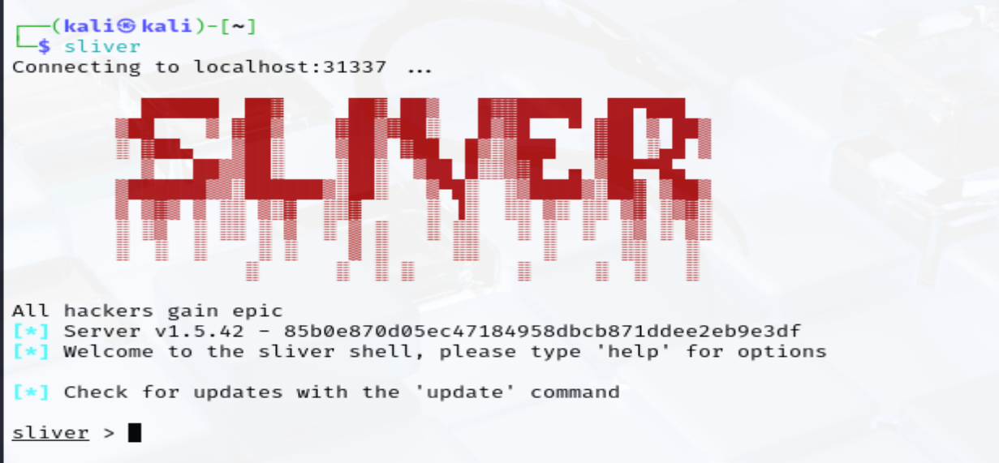 ┌──(kali㉿kali)-[~]
└─$ sliver
Connecting to localhost:31337 ...
SLIVER
All hackers gain epic
[*] Server v1.5.42 - 85b0e870d05ec47184958dbcb871ddee2eb9e3df
[*] Welcome to the sliver shell, please type 'help' for options
[*] Check for updates with the 'update' command
sliver >